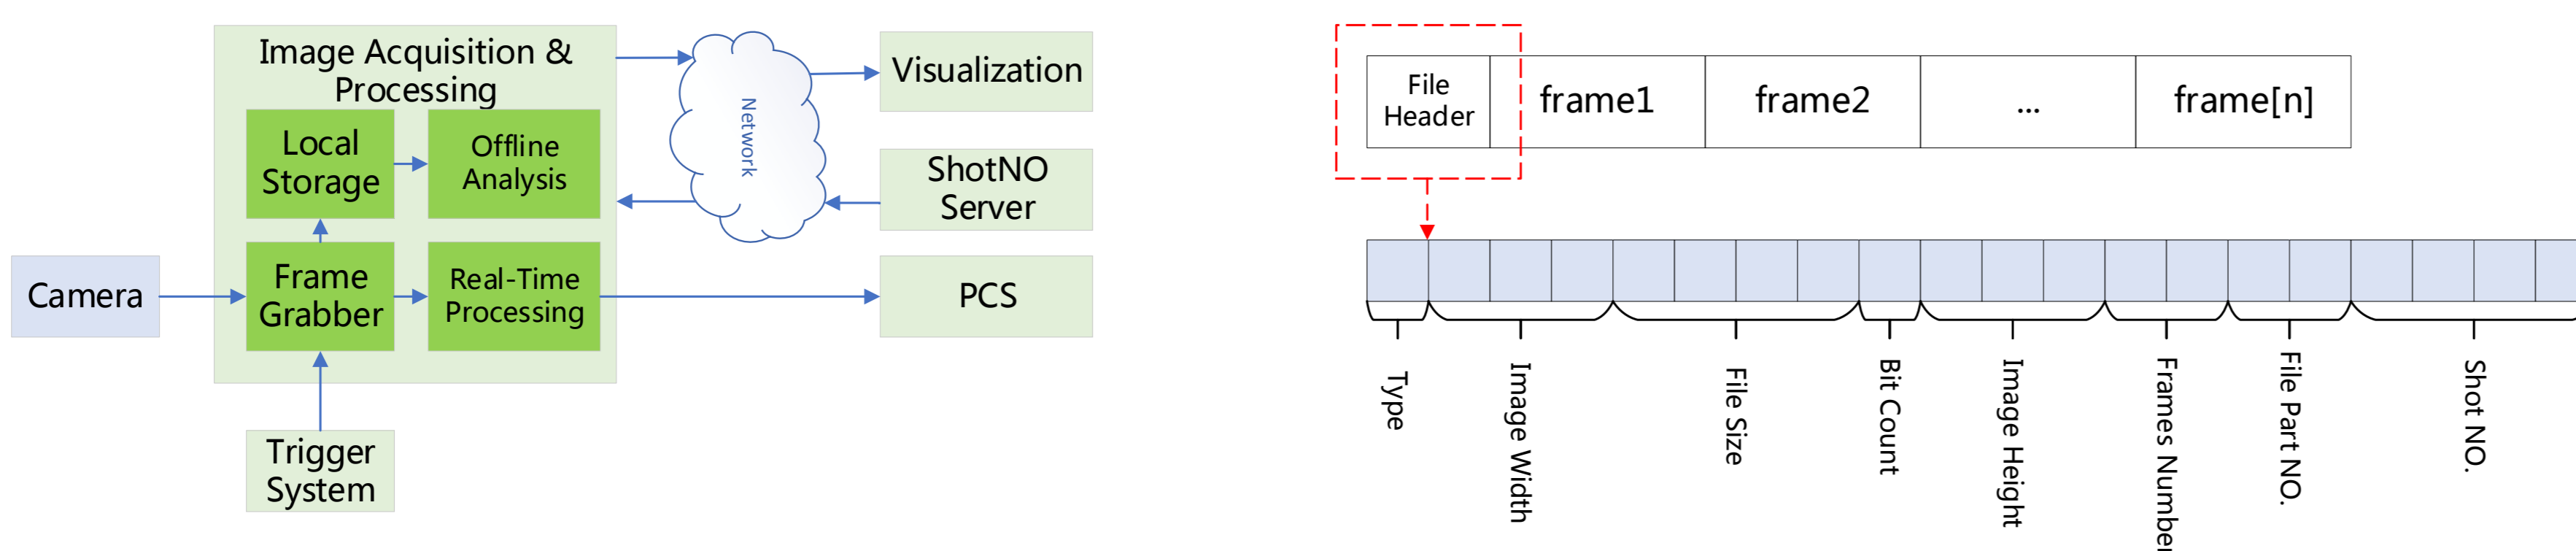 Image Acquisition &
Processing
Local
Storage
Offline
Analysis
Frame
Grabber
Real-Time
Processing
Camera
Trigger
System
Network
Visualization
ShotNO
Server
PCS
File
Header
frame1
frame2
...
frame[n]
Type
Image Width
File Size
Bit Count
Image Height
Frames Number
File Part NO.
Shot NO.